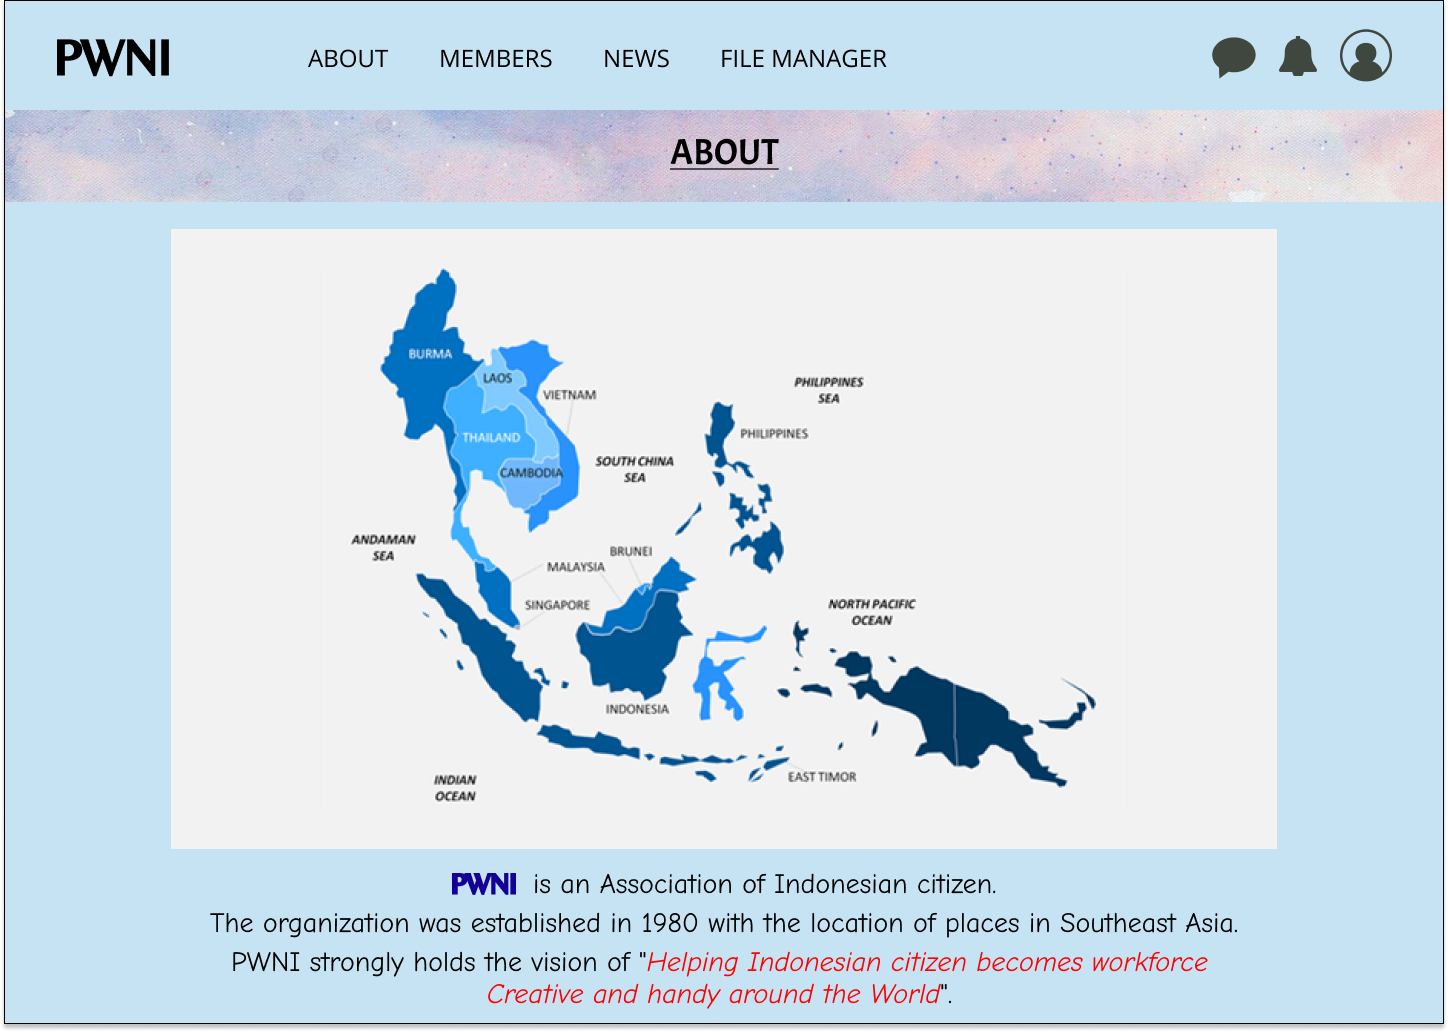 PWNI ABOUT MEMBERS NEWS FILE MANAGER
ABOUT
BURMA
LAOS
VIETNAM
THAILAND
CAMBODIA
PHILIPPINES
SEA
PHILIPPINES
SOUTH CHINA
SEA
ANDAMAN
SEA
BRUNEI
MALAYSIA
SINGAPORE
NORTH PACIFIC
OCEAN
INDONESIA
EAST TIMOR
INDIAN
OCEAN
PWNI is an Association of Indonesian citizen.
The organization was established in 1980 with the location of places in Southeast Asia.
PWNI strongly holds the vision of "Helping Indonesian citizen becomes workforce
Creative and handy around the World".